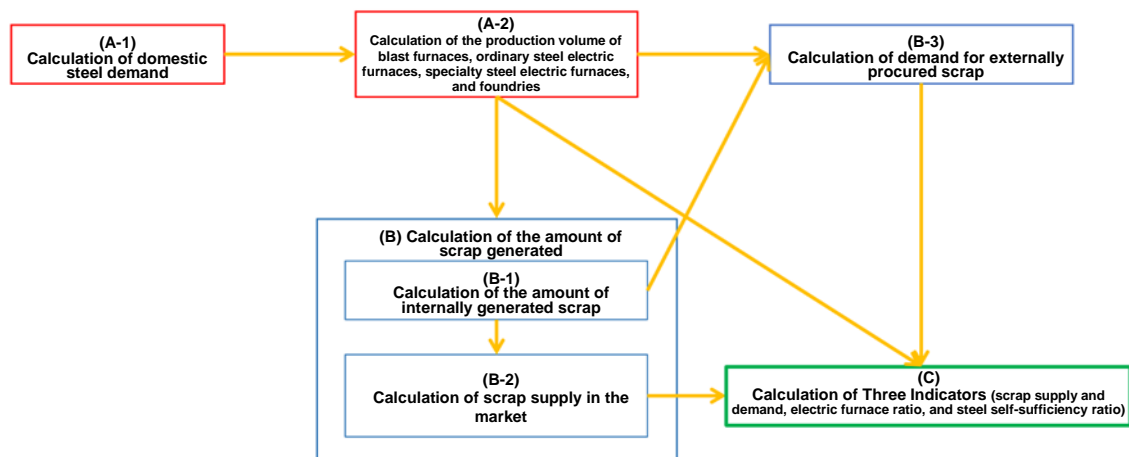 (A-1)
Calculation of domestic
steel demand
(A-2)
Calculation of the production volume of
blast furnaces, ordinary steel electric
furnaces, specialty steel electric furnaces,
and foundries
(B-3)
Calculation of demand for externally
procured scrap
(B) Calculation of the amount of
scrap generated
(B-1)
Calculation of the amount of
internally generated scrap
(B-2)
Calculation of scrap supply in the
market
(C)
Calculation of Three Indicators (scrap supply and
demand, electric furnace ratio, and steel self-sufficiency ratio)